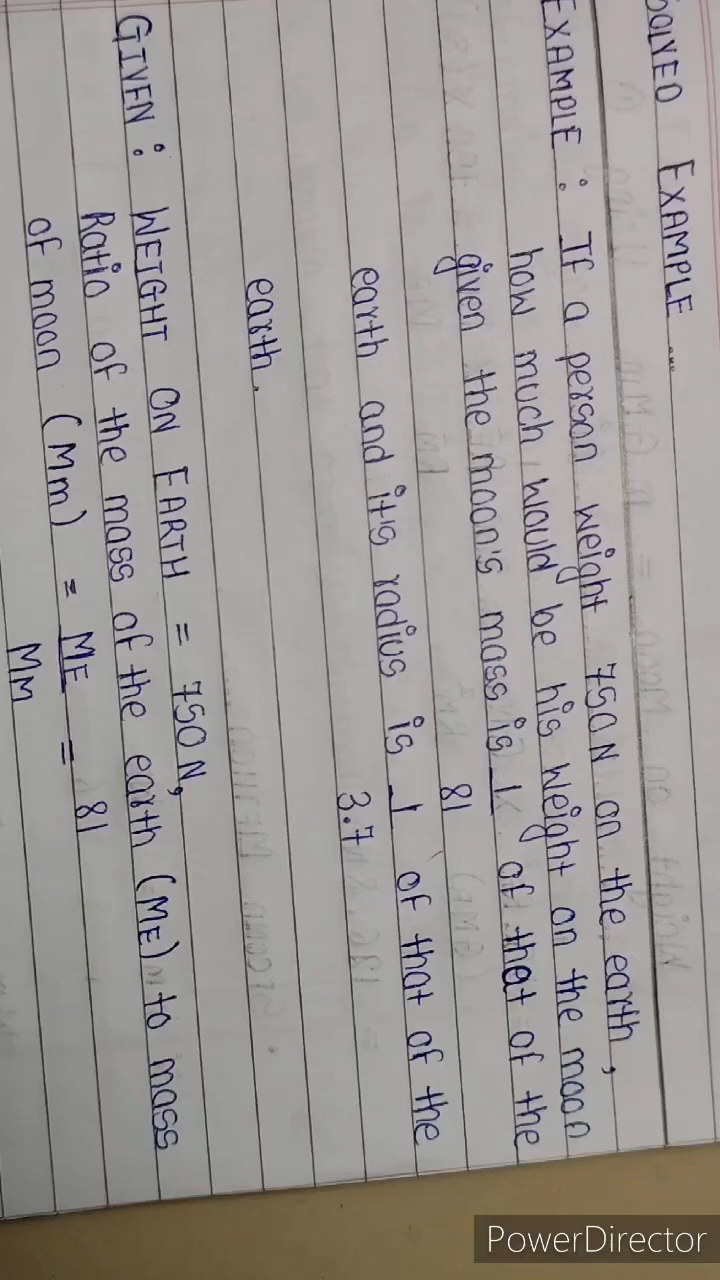 SOLVED EXAMPLE ...
EXAMPLE : If a person weight 750N on the earth,
how much would be his weight on the moon
given the moon's mass is 1 of that of the
81
earth and it's radius is 1 of that of the
3.7
earth.
GIVEN : WEIGHT ON EARTH = 750 N,
Ratio of the mass of the earth (ME) to mass
of moon (Mm) = ME = 81
MM
PowerDirector